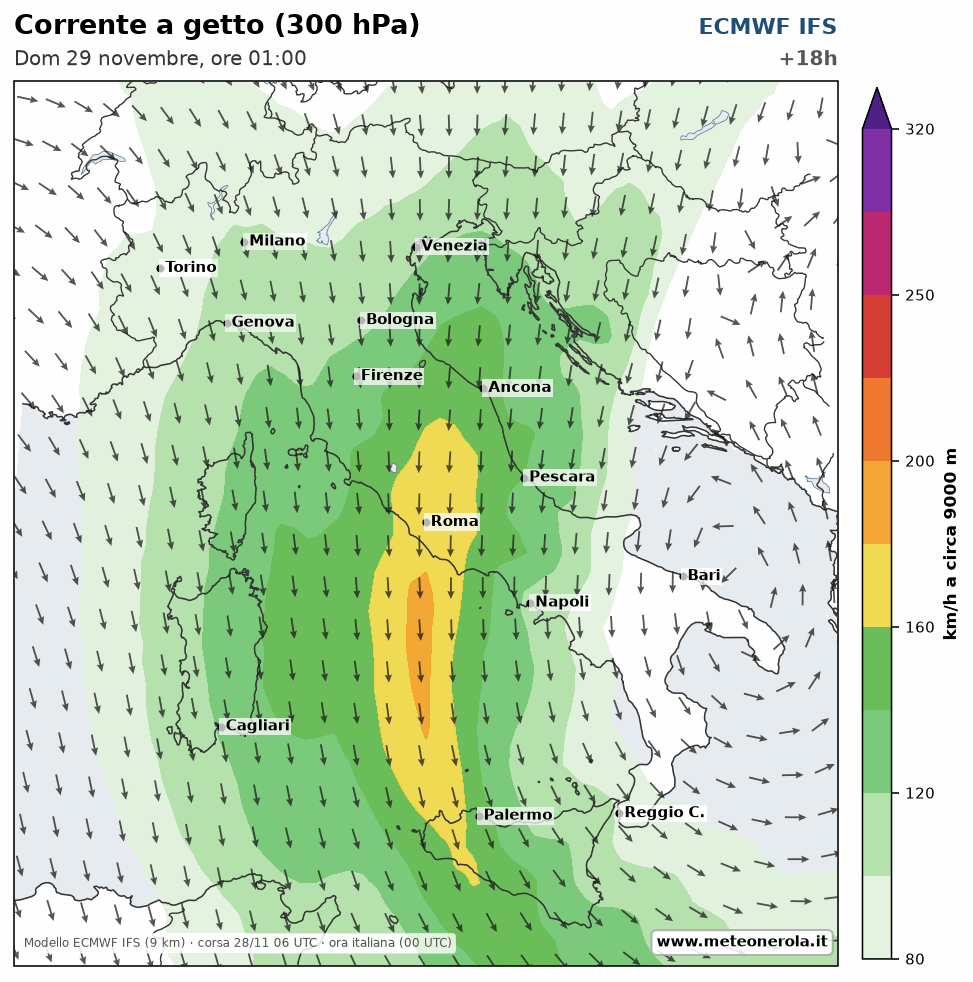 Corrente a getto (300 hPa)
ECMWF IFS
Dom 29 novembre, ore 01:00
+18h
320
250
200
160
120
80
km/h a circa 9000 m
Milano
Venezia
Torino
Genova
Bologna
Firenze
Ancona
Pescara
Roma
Bari
Napoli
Cagliari
Palermo
Reggio C.
Modello ECMWF IFS (9 km) · corsa 28/11 06 UTC · ora italiana (00 UTC)
www.meteonerola.it